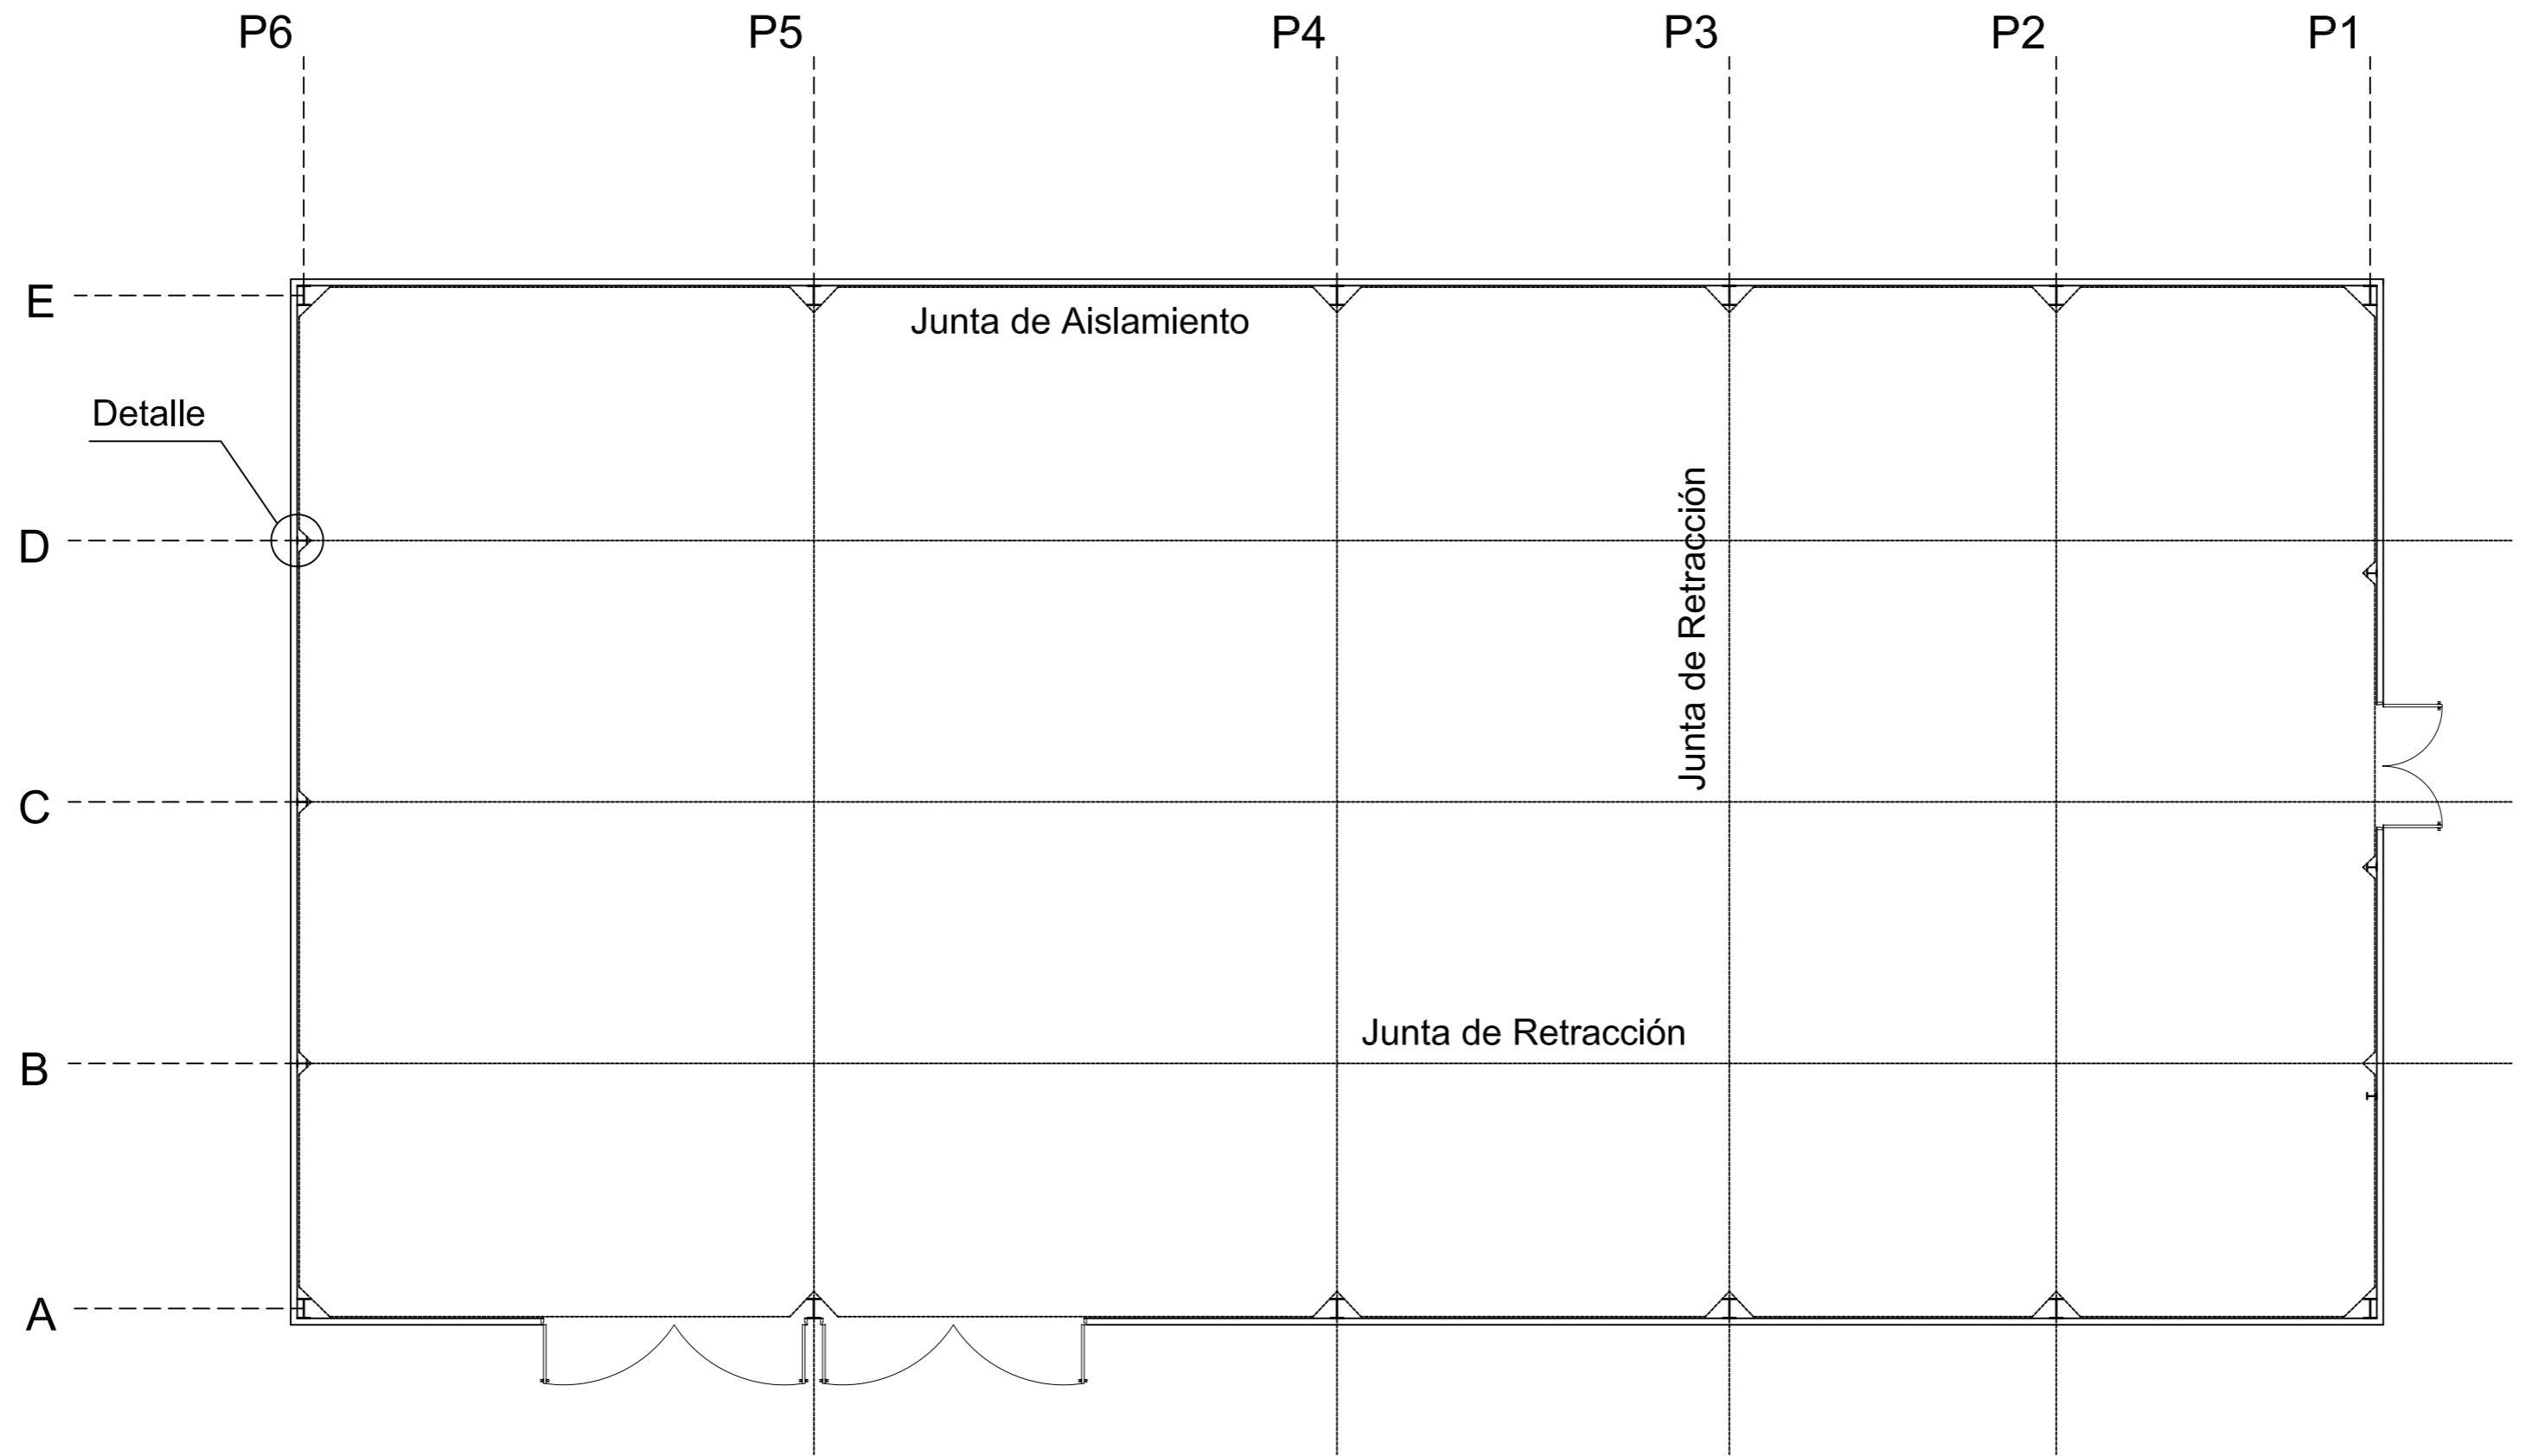 P6 P5 P4 P3 P2 P1
E
Junta de Aislamiento
Detalle
D
Junta de Retracción
C
Junta de Retracción
B
A